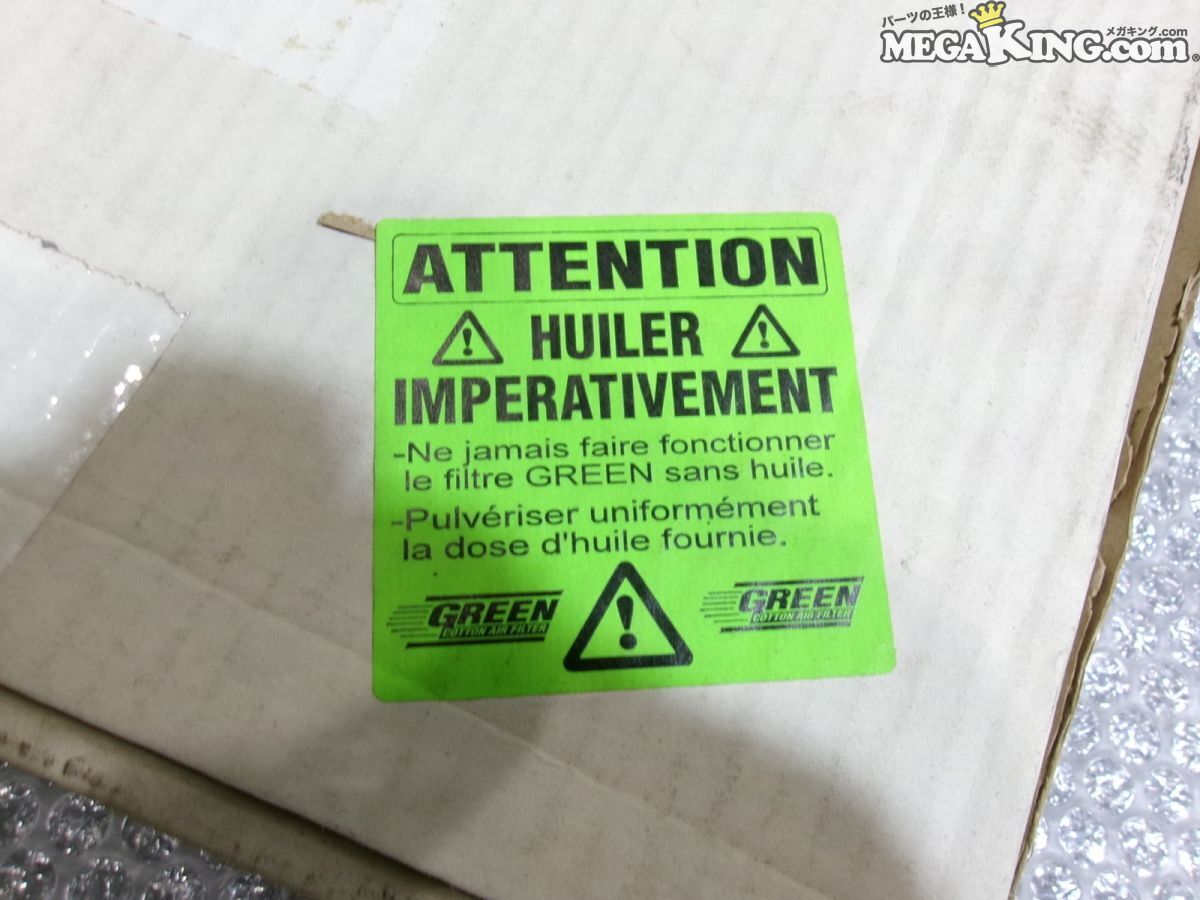 パーツの王様！
メガキング.com
MEGAKING.com®
ATTENTION
HUILER
IMPERATIVEMENT
-Ne jamais faire fonctionner
le filtre GREEN sans huile.
-Pulvériser uniformément
la dose d'huile fournie.
GREEN
COTTON AIR FILTER
GREEN
COTTON AIR FILTER